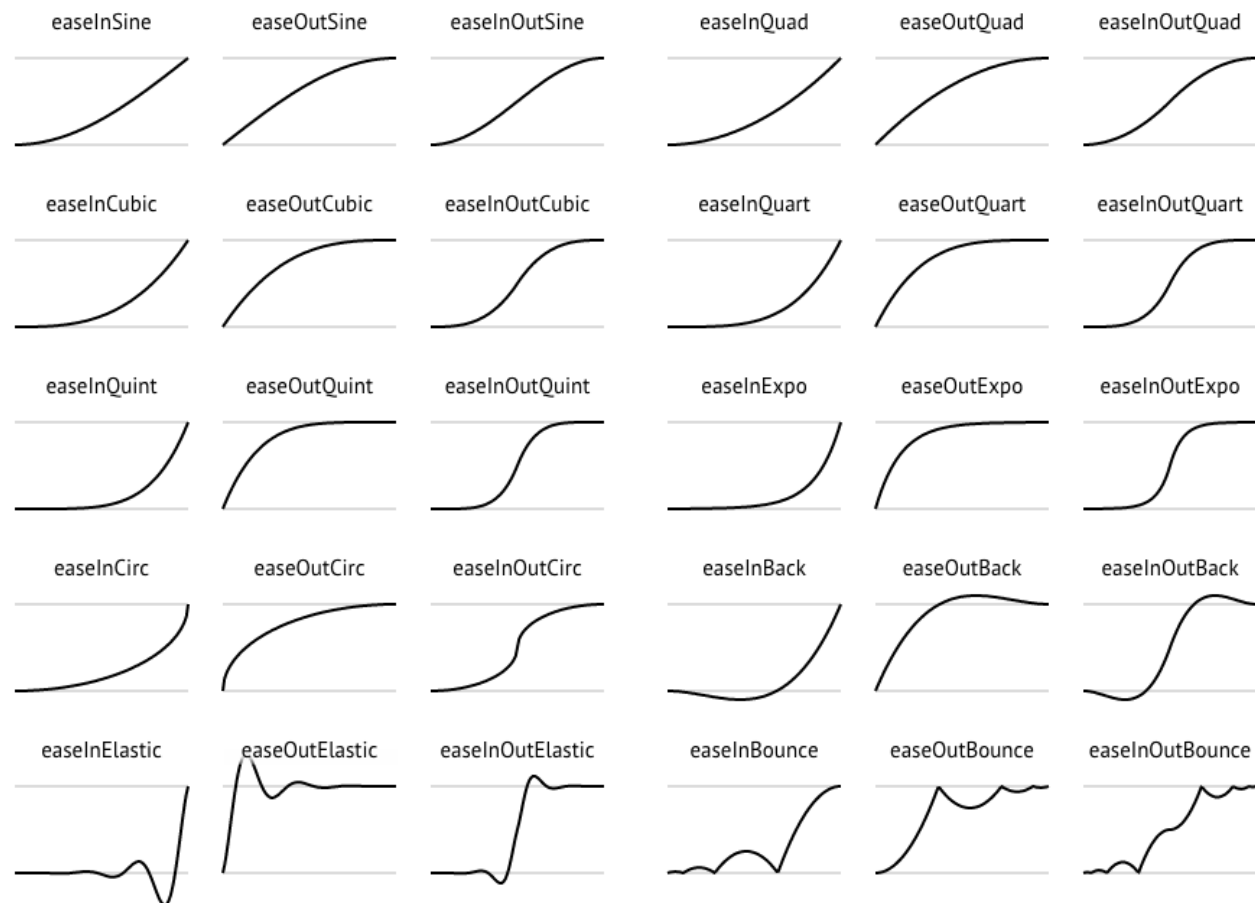 easeInSine easeOutSine easeInOutSine easeInQuad easeOutQuad easeInOutQuad
easeInCubic easeOutCubic easeInOutCubic easeInQuart easeOutQuart easeInOutQuart
easeInQuint easeOutQuint easeInOutQuint easeInExpo easeOutExpo easeInOutExpo
easeInCirc easeOutCirc easeInOutCirc easeInBack easeOutBack easeInOutBack
easeInElastic easeOutElastic easeInOutElastic easeInBounce easeOutBounce easeInOutBounce